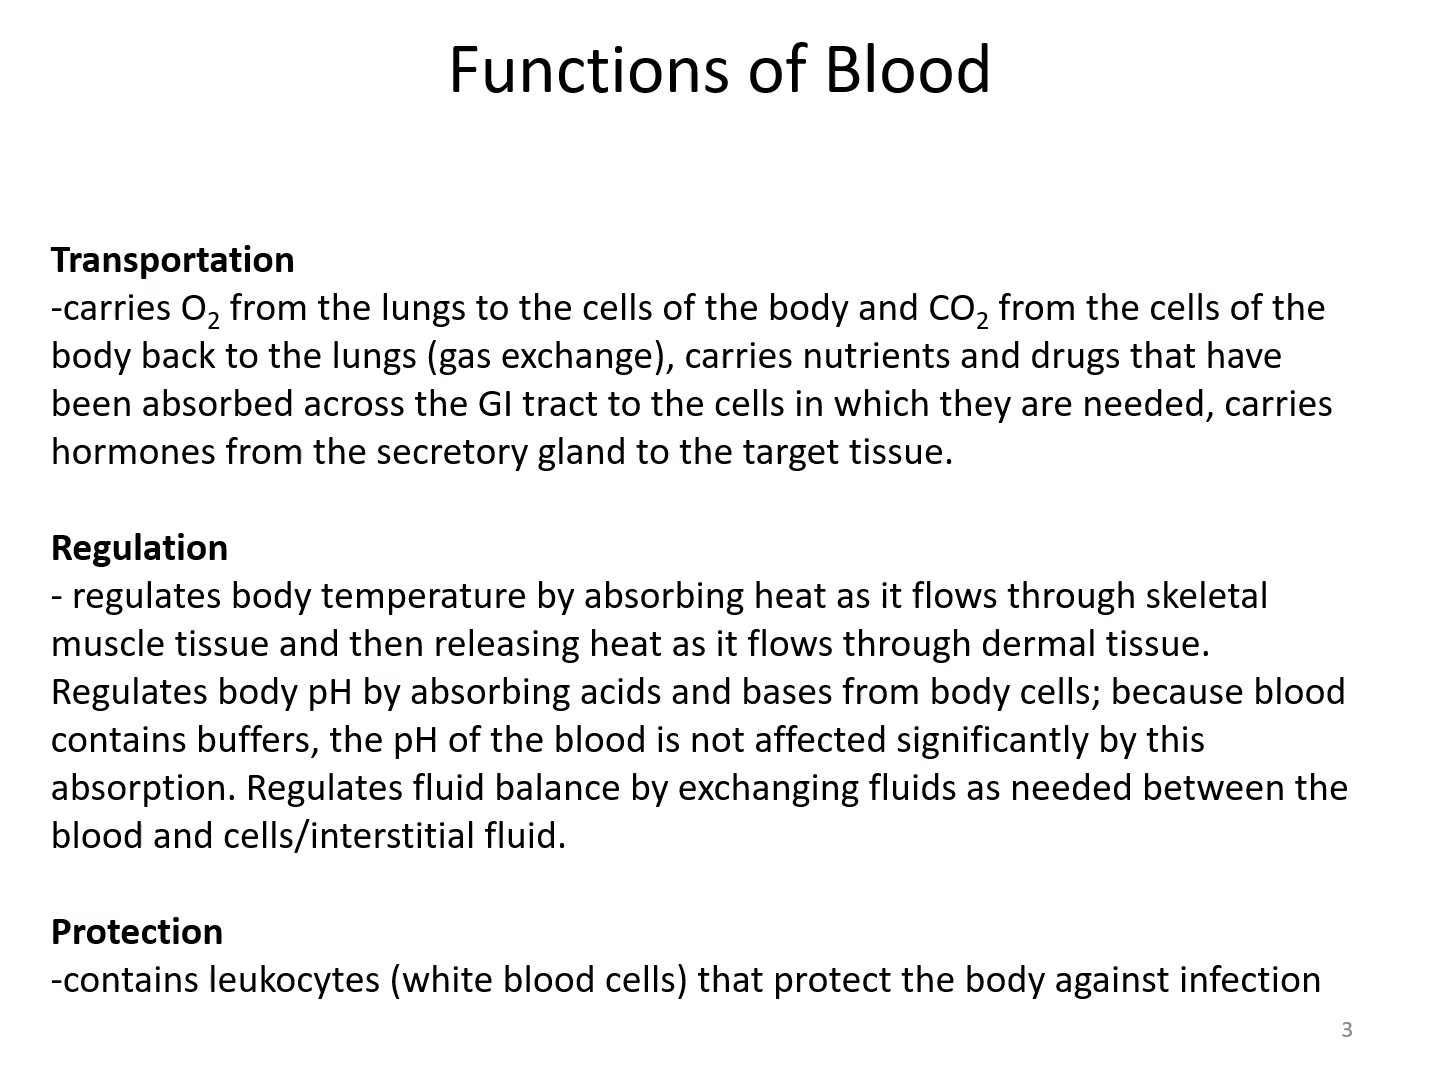 Functions of Blood
Transportation
-carries O₂ from the lungs to the cells of the body and CO₂ from the cells of the
body back to the lungs (gas exchange), carries nutrients and drugs that have
been absorbed across the GI tract to the cells in which they are needed, carries
hormones from the secretory gland to the target tissue.
Regulation
- regulates body temperature by absorbing heat as it flows through skeletal
muscle tissue and then releasing heat as it flows through dermal tissue.
Regulates body pH by absorbing acids and bases from body cells; because blood
contains buffers, the pH of the blood is not affected significantly by this
absorption. Regulates fluid balance by exchanging fluids as needed between the
blood and cells/interstitial fluid.
Protection
-contains leukocytes (white blood cells) that protect the body against infection
3